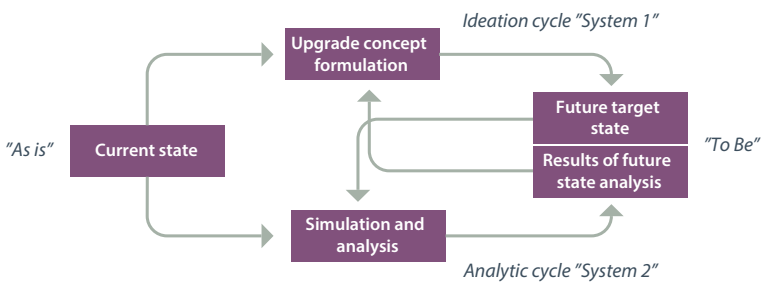 Ideation cycle "System 1"
Upgrade concept
formulation
Future target
state
"As is"
Current state
"To Be"
Results of future
state analysis
Simulation and
analysis
Analytic cycle "System 2"